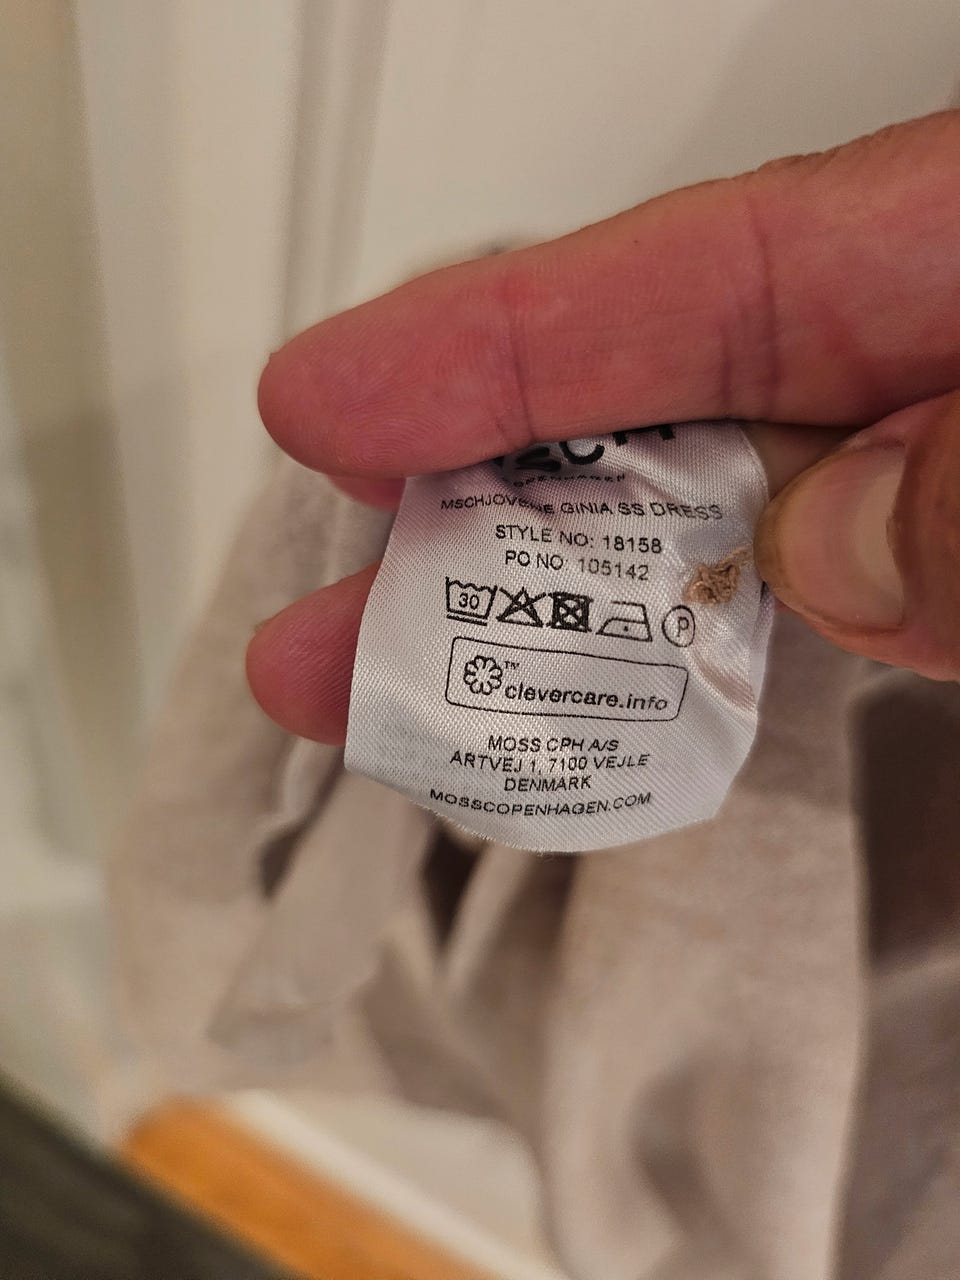 MSCHJOVENE GINIA SS DRESS
STYLE NO: 18158
PO NO: 105142
30 P
™
clevercare.info
MOSS CPH A/S
ARTVEJ 1, 7100 VEJLE
DENMARK
MOSSCOPENHAGEN.COM